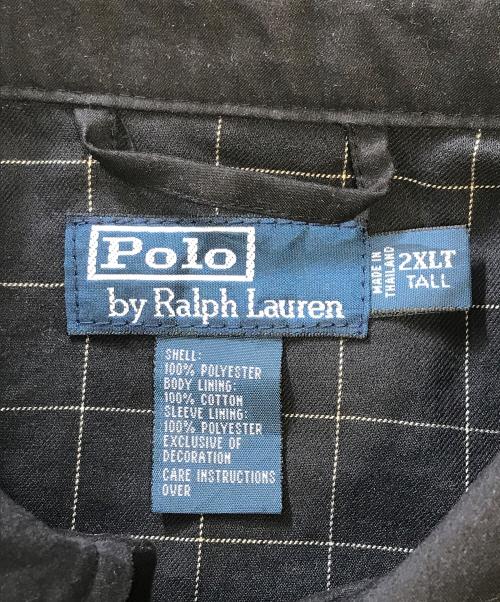 Polo
by Ralph Lauren
MADE IN
THAILAND
2XLT
TALL
SHELL:
100% POLYESTER
BODY LINING:
100% COTTON
SLEEVE LINING:
100% POLYESTER
EXCLUSIVE OF
DECORATION
CARE INSTRUCTIONS
OVER